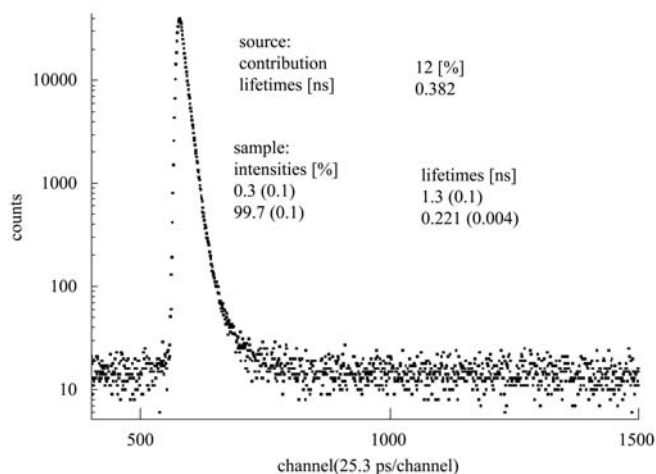 10000
1000
100
10
counts
source:
contribution 12 [%]
lifetimes [ns] 0.382
sample:
intensities [%] lifetimes [ns]
0.3 (0.1) 1.3 (0.1)
99.7 (0.1) 0.221 (0.004)
500 1000 1500
channel(25.3 ps/channel)